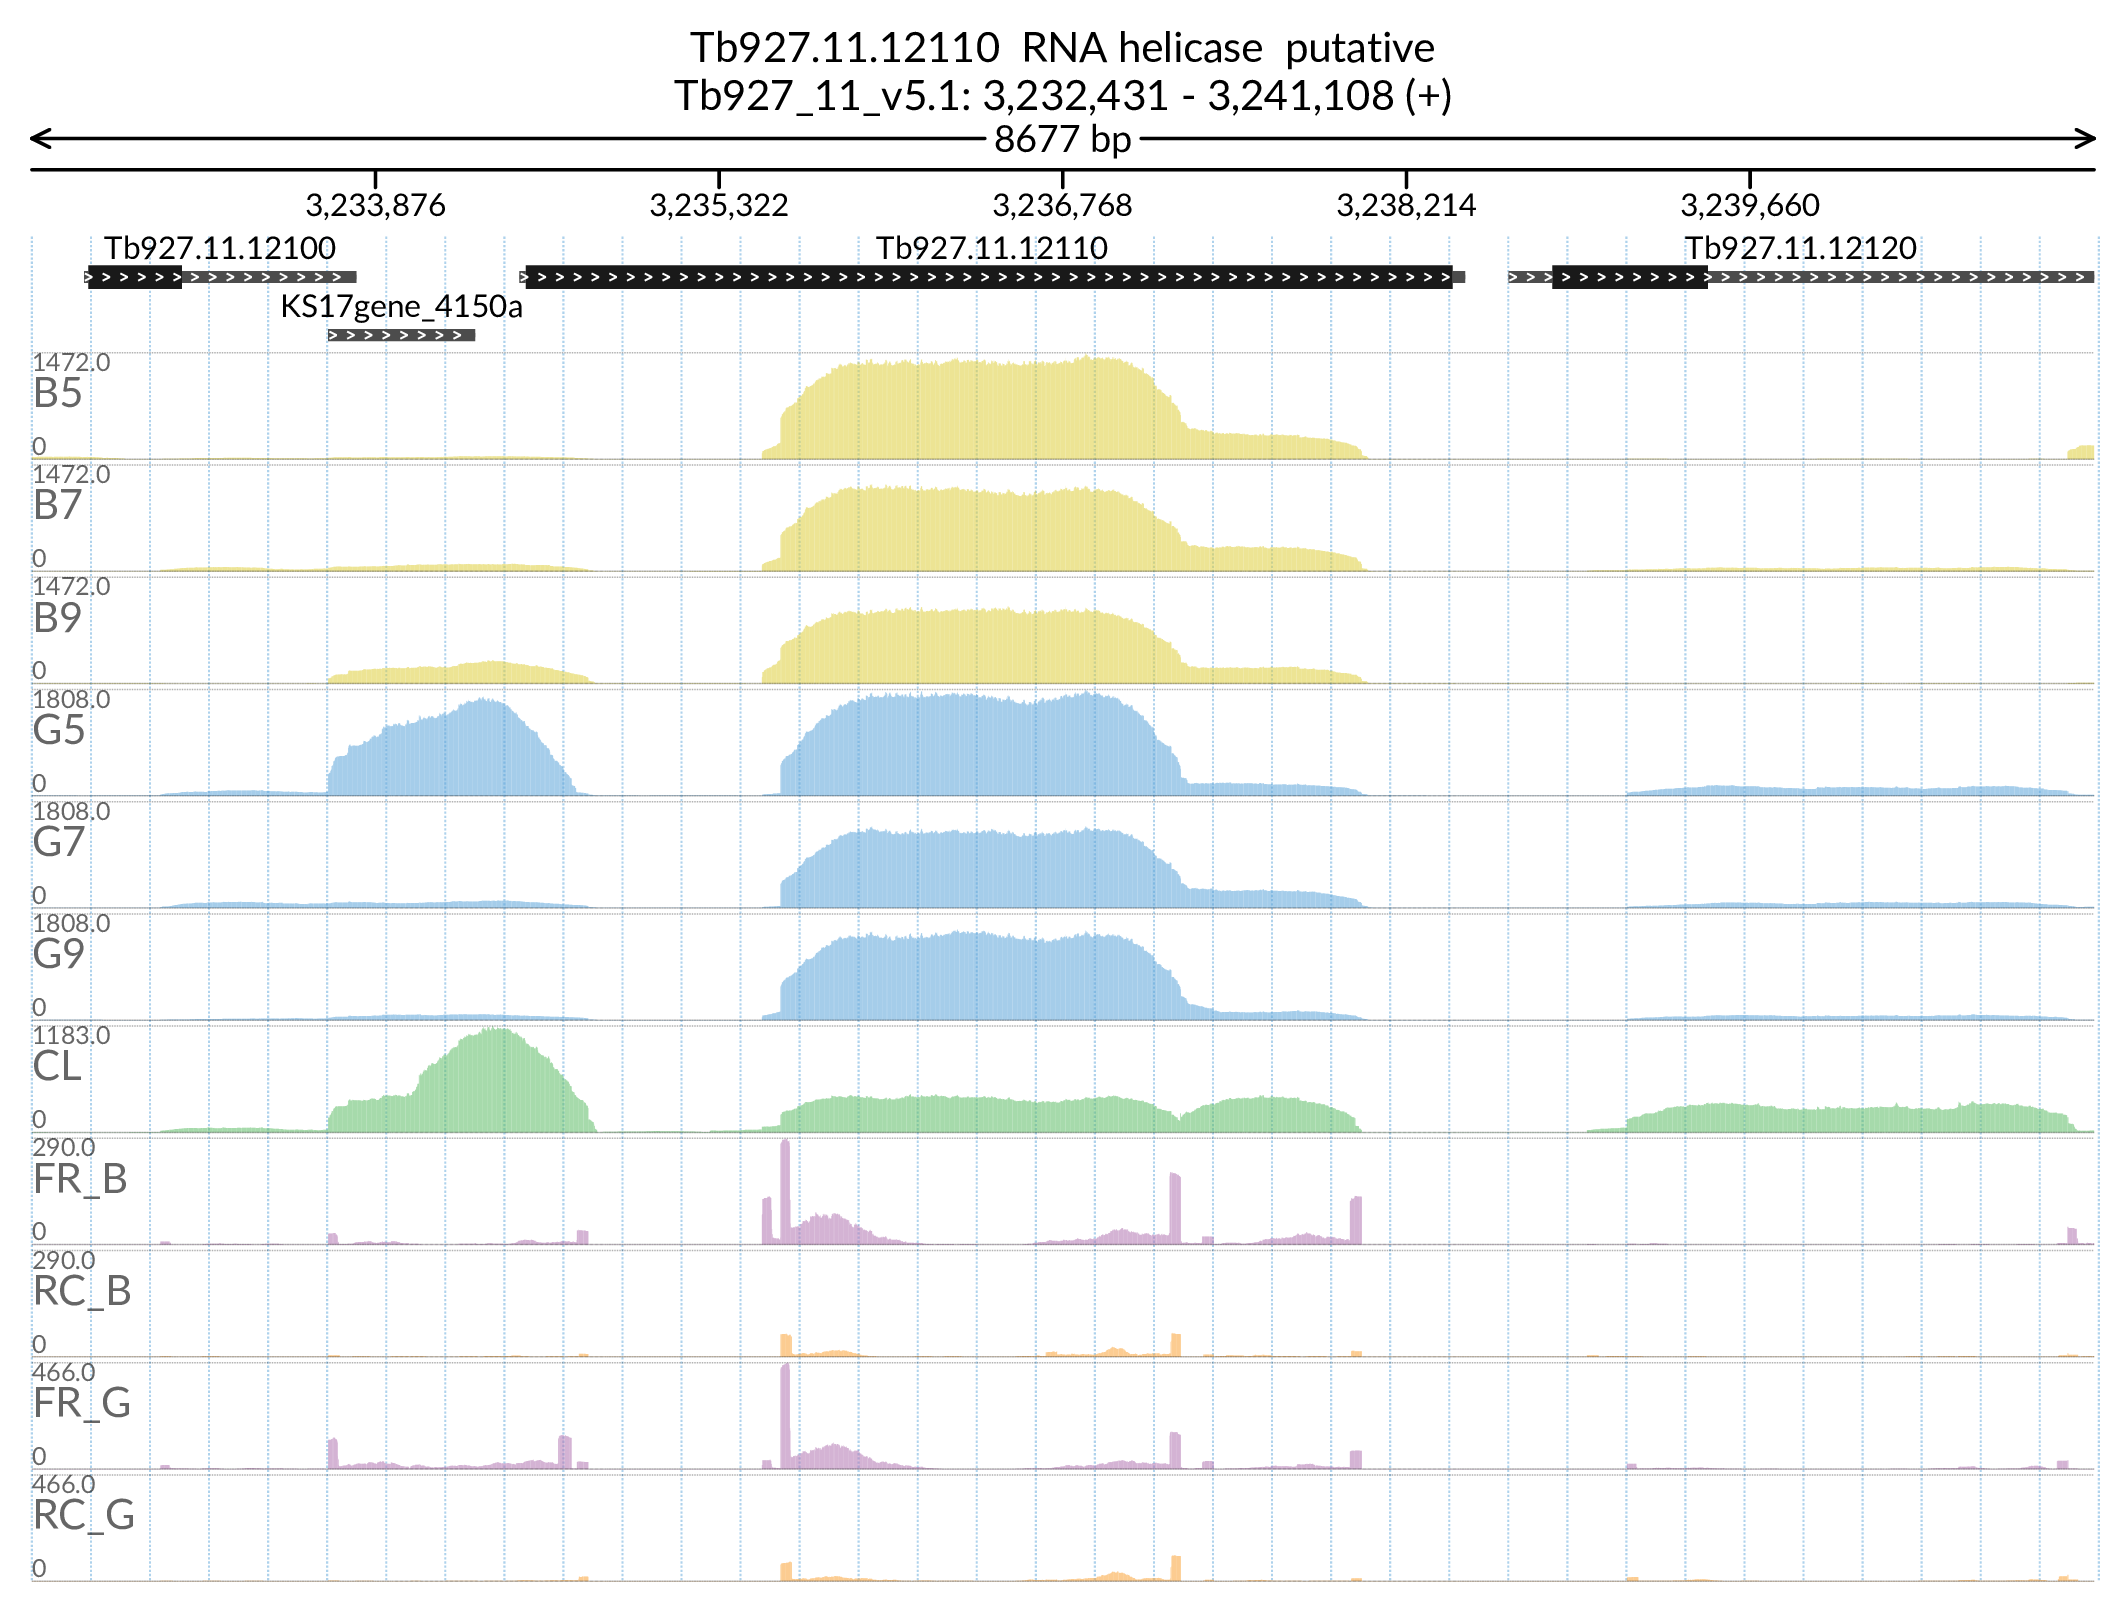 Tb927.11.12110 RNA helicase putative
Tb927_11_v5.1: 3,232,431 - 3,241,108 (+)
8677 bp
3,233,876 3,235,322 3,236,768 3,238,214 3,239,660
Tb927.11.12100 Tb927.11.12110 Tb927.11.12120
KS17gene_4150a
1472.0
B5
0
1472.0
B7
0
1472.0
B9
0
1808.0
G5
0
1808.0
G7
0
1808.0
G9
0
1183.0
CL
0
290.0
FR_B
0
290.0
RC_B
0
466.0
FR_G
0
466.0
RC_G
0